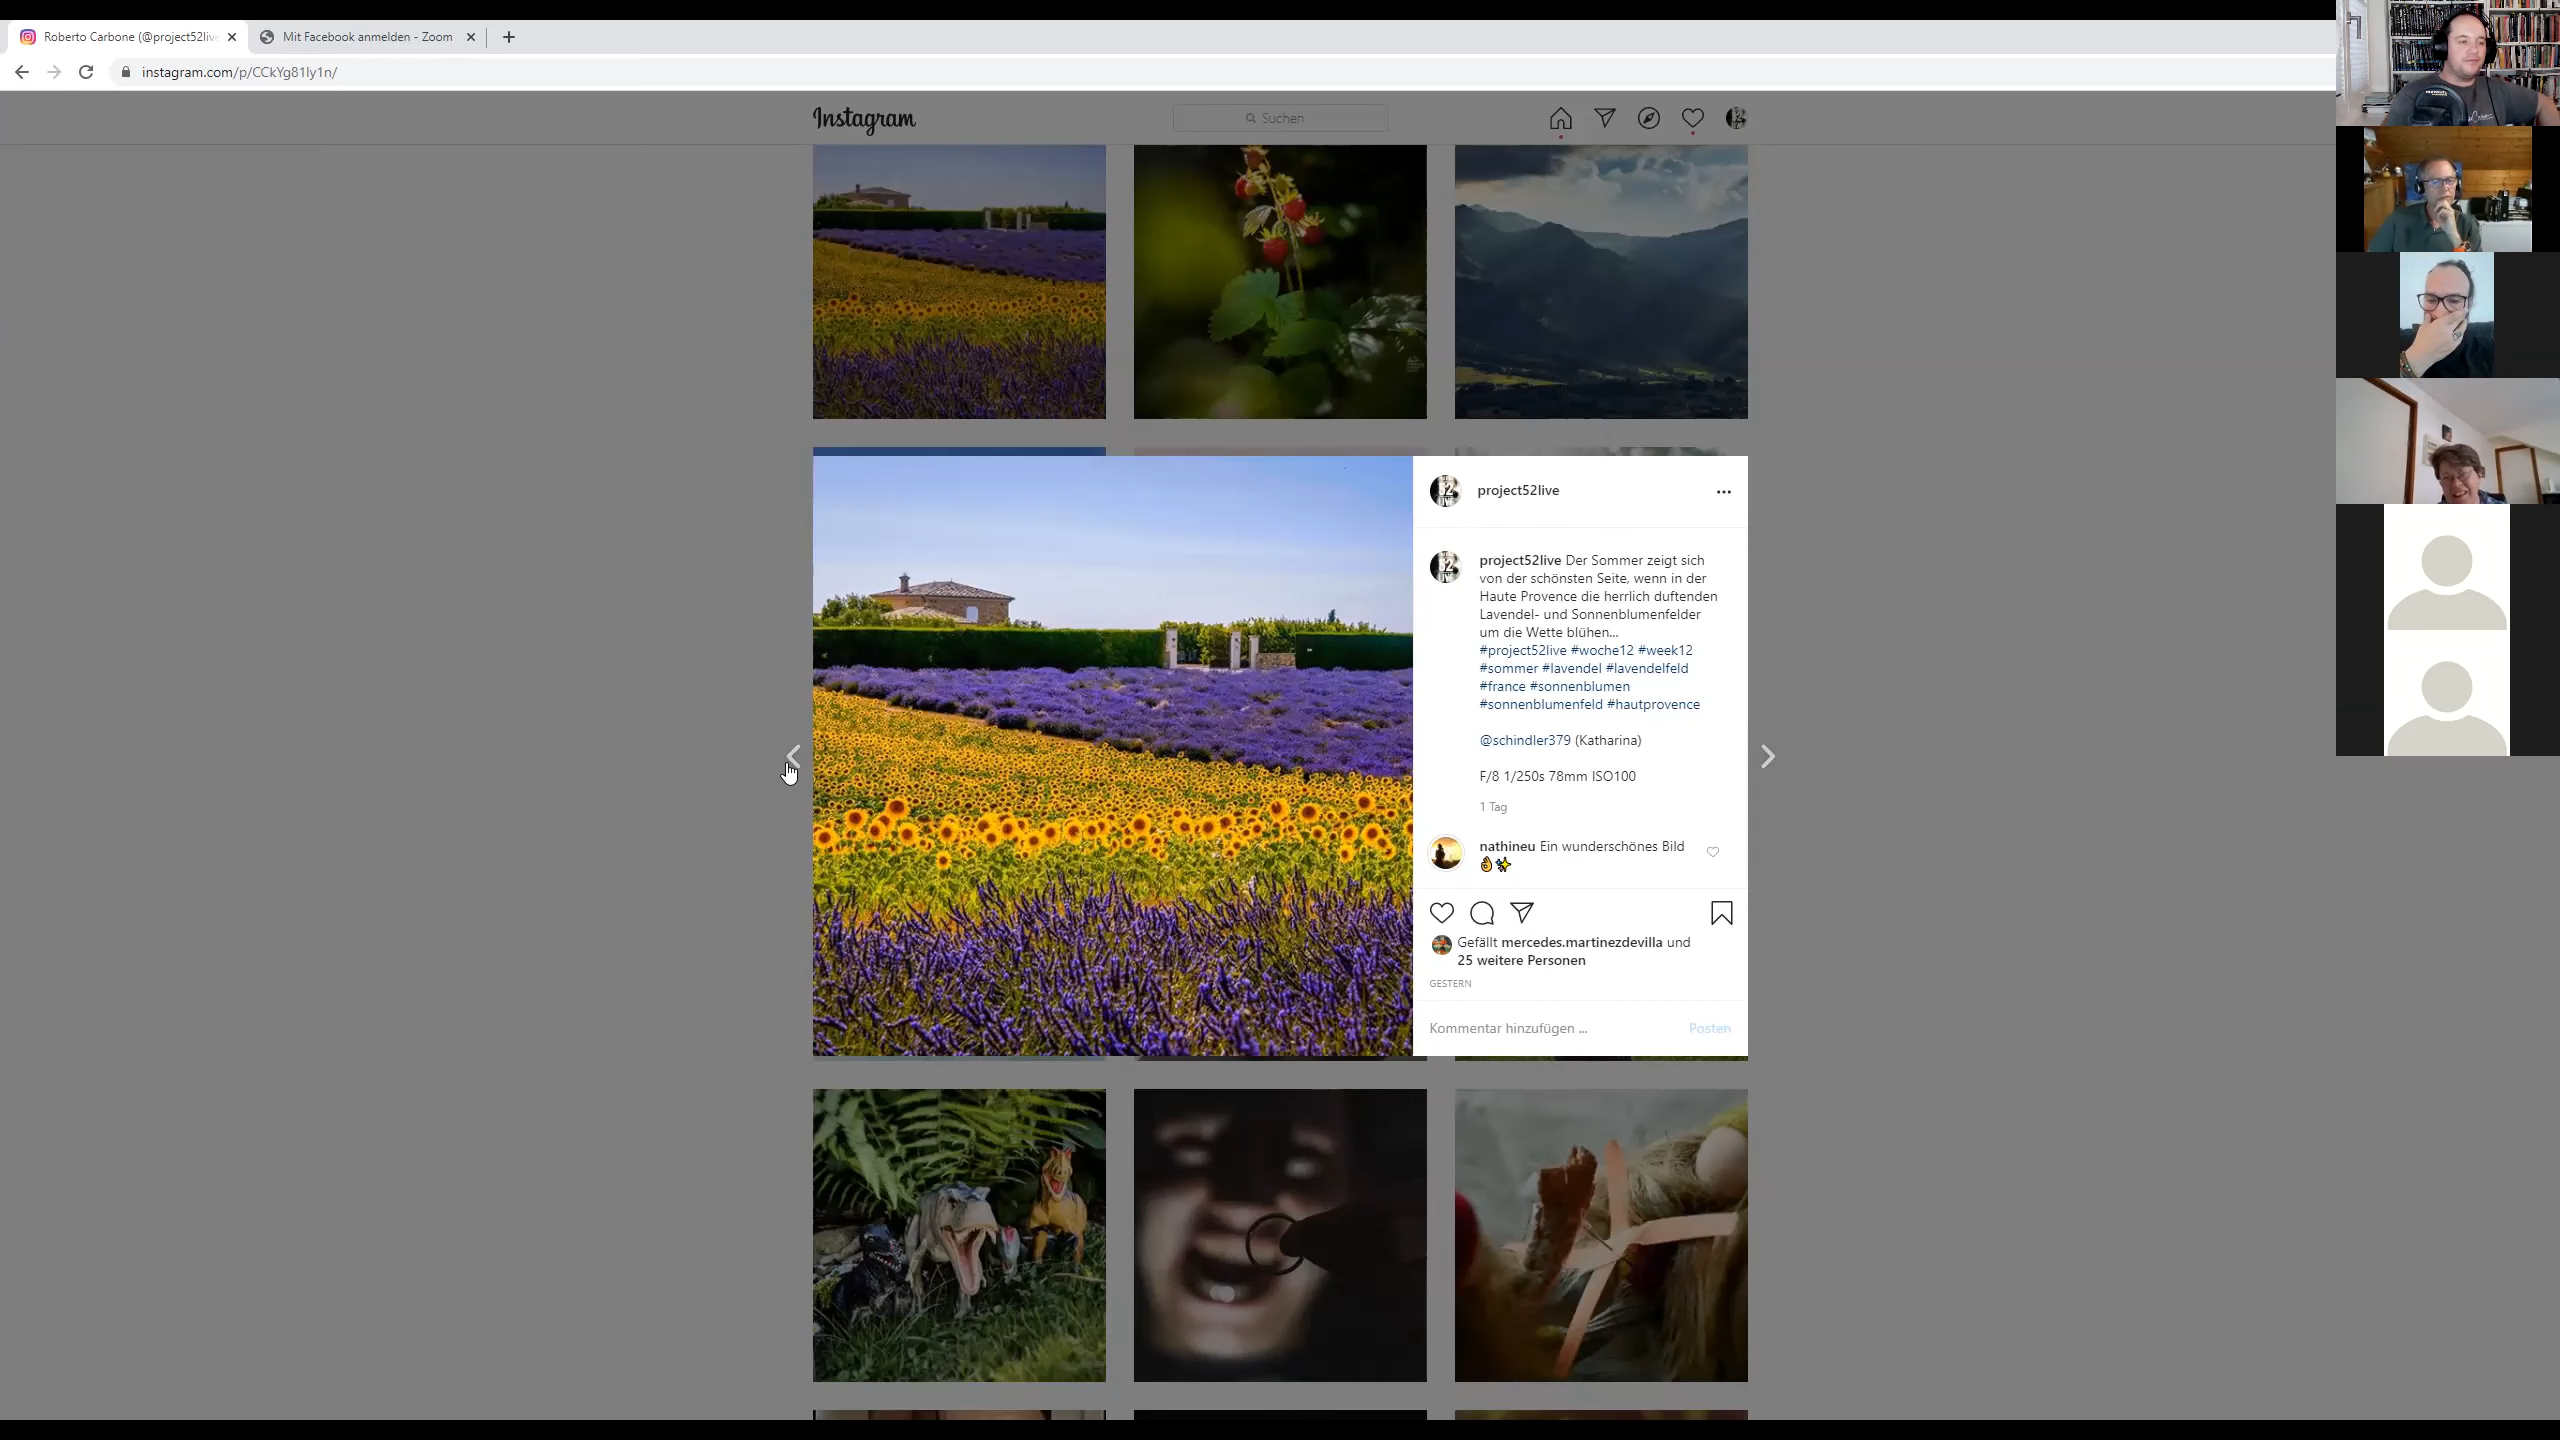 Roberto Carbone (@project52liv
Mit Facebook anmelden - Zoom
instagram.com/p/CCkYg81ly1n/
Instagram
Suchen
project52live
project52live Der Sommer zeigt sich
von der schönsten Seite, wenn in der
Haute Provence die herrlich duftenden
Lavendel- und Sonnenblumenfelder
um die Wette blühen...
#project52live #woche12 #week12
#sommer #lavendel #lavendelfeld
#france #sonnenblumen
#sonnenblumenfeld #hautprovence
@schindler379 (Katharina)
F/8 1/250s 78mm ISO100
1 Tag
nathineu Ein wunderschönes Bild
👌✨
Gefällt mercedes.martinezdevilla und
25 weitere Personen
GESTERN
Kommentar hinzufügen ...
Posten